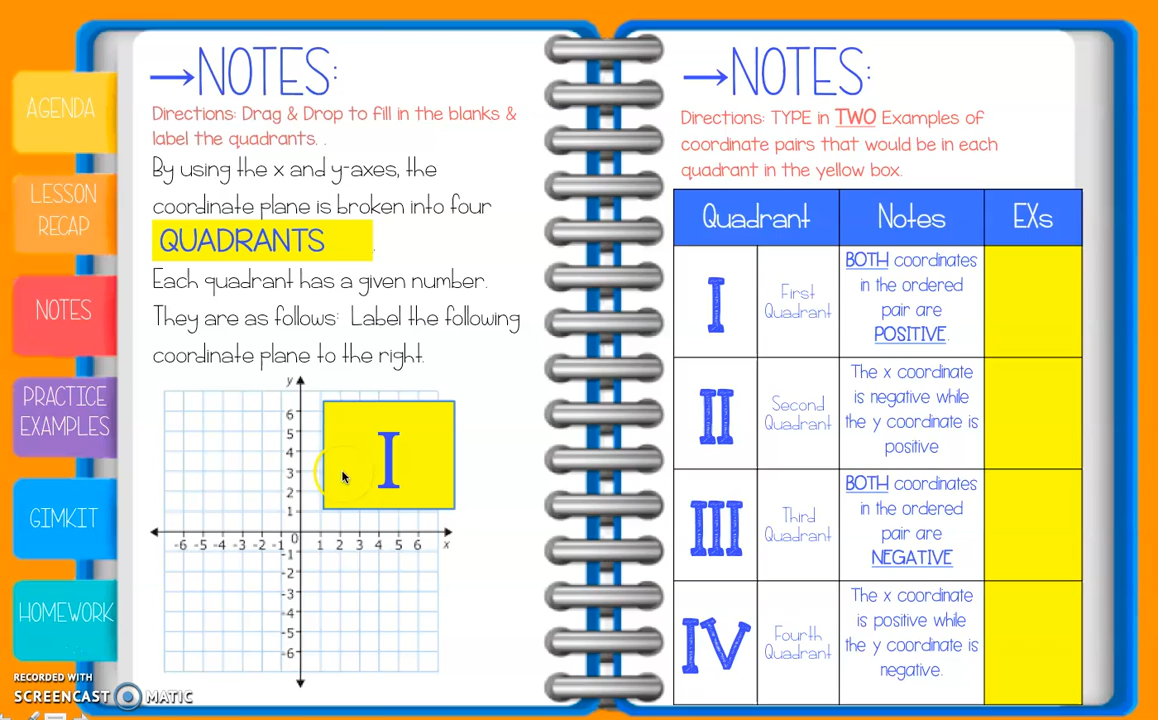 AGENDA
LESSON
RECAP
NOTES
PRACTICE
EXAMPLES
GIMKIT
HOMEWORK
→NOTES:
Directions: Drag & Drop to fill in the blanks &
label the quadrants. .
By using the x and y-axes, the
coordinate plane is broken into four
QUADRANTS .
Each quadrant has a given number.
They are as follows: Label the following
coordinate plane to the right.
y
6
5
4
3
2
1
I
-6 -5 -4 -3 -2 -1 0 1 2 3 4 5 6 x
-1
-2
-3
-4
-5
-6
→NOTES:
Directions: TYPE in TWO Examples of
coordinate pairs that would be in each
quadrant in the yellow box.
Quadrant Notes EXs
I
First
Quadrant
BOTH coordinates
in the ordered
pair are
POSITIVE.
II
Second
Quadrant
The x coordinate
is negative while
the y coordinate is
positive
III
Third
Quadrant
BOTH coordinates
in the ordered
pair are
NEGATIVE
IV
Fourth
Quadrant
The x coordinate
is positive while
the y coordinate is
negative.
RECORDED WITH
SCREENCAST MATIC